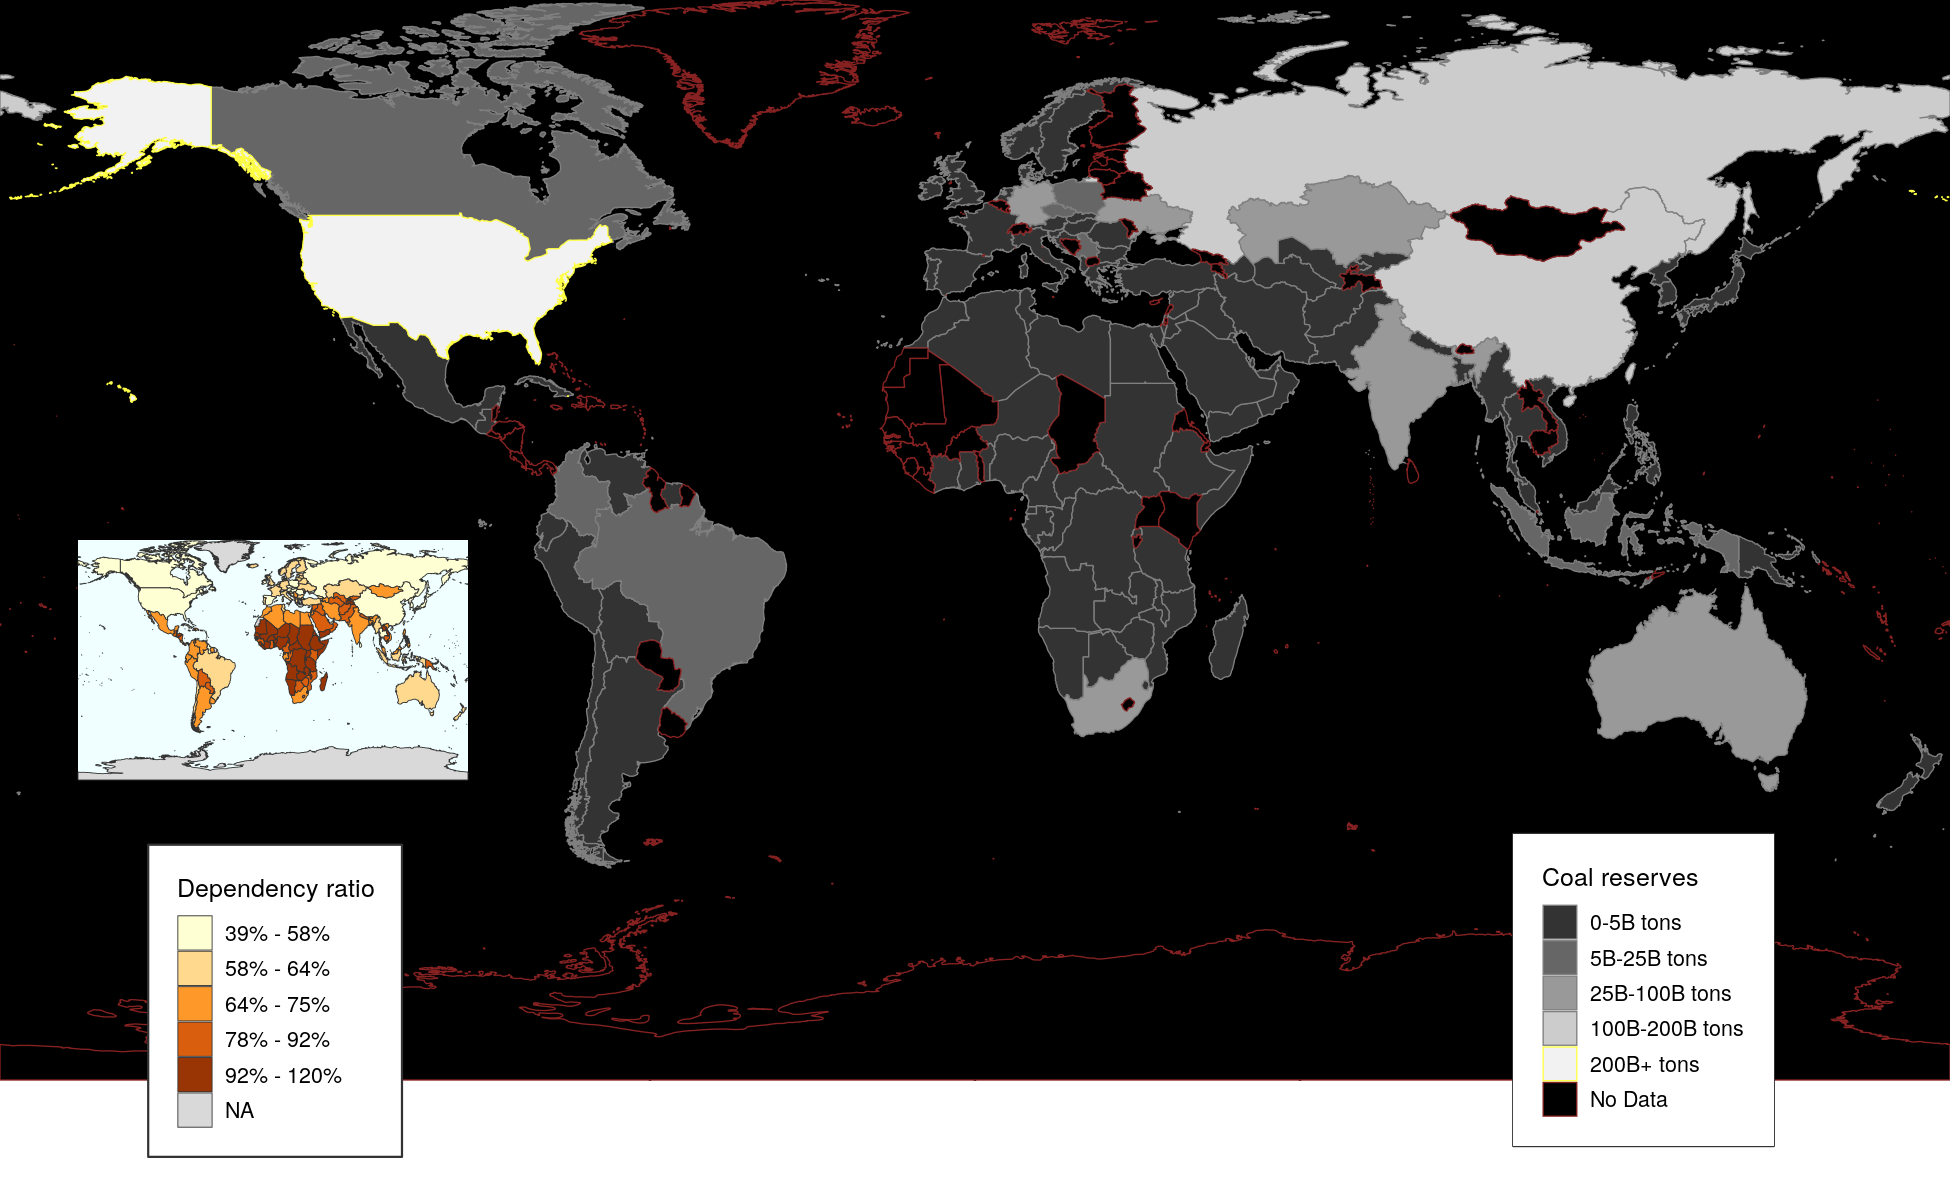 Dependency ratio
39% - 58%
58% - 64%
64% - 75%
78% - 92%
92% - 120%
NA
Coal reserves
0-5B tons
5B-25B tons
25B-100B tons
100B-200B tons
200B+ tons
No Data